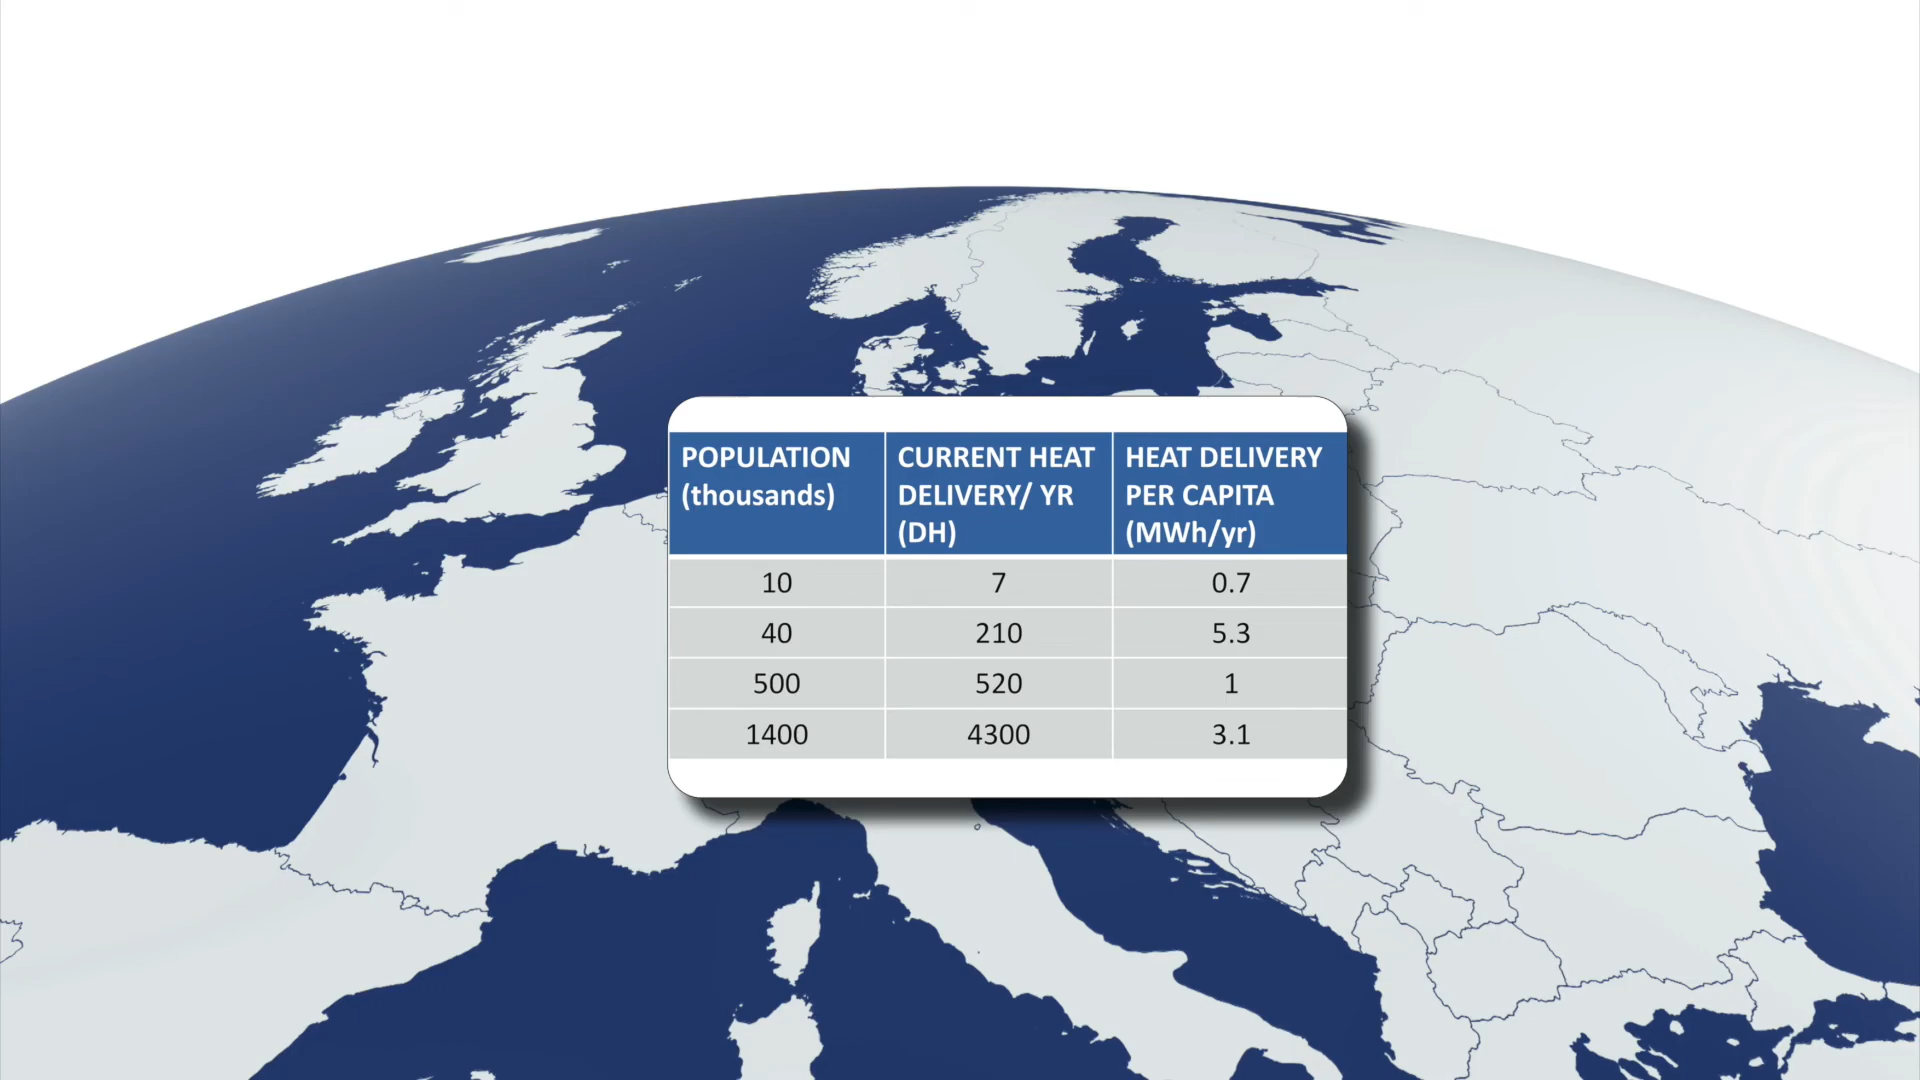 POPULATION
(thousands)
CURRENT HEAT
DELIVERY/ YR
(DH)
HEAT DELIVERY
PER CAPITA
(MWh/yr)
10 7 0.7
40 210 5.3
500 520 1
1400 4300 3.1